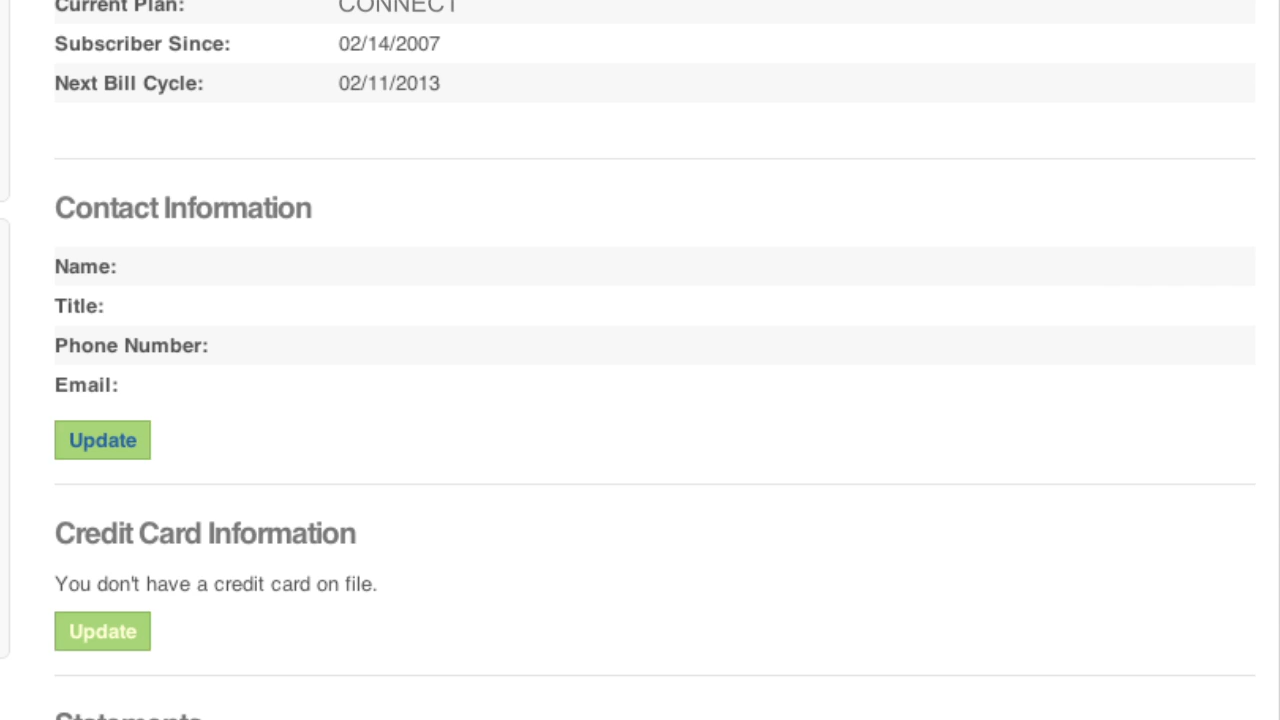 Current Plan: CONNECT
Subscriber Since: 02/14/2007
Next Bill Cycle: 02/11/2013
Contact Information
Name:
Title:
Phone Number:
Email:
Update
Credit Card Information
You don't have a credit card on file.
Update
Statements